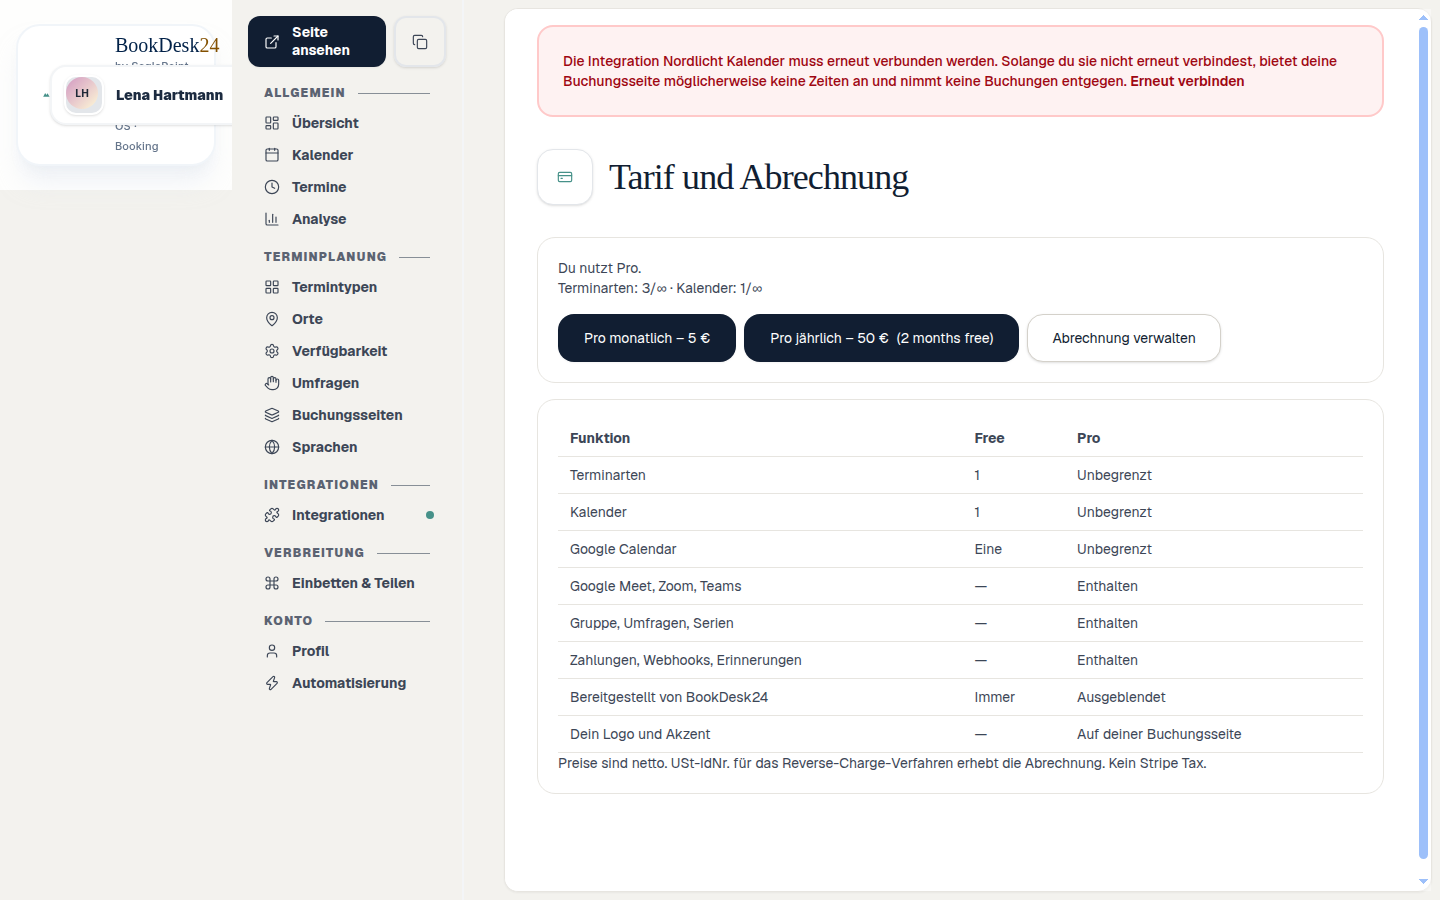 BookDesk24
by SaglaPoint
LH
Lena Hartmann
OS ·
Booking
Seite
ansehen
ALLGEMEIN
Übersicht
Kalender
Termine
Analyse
TERMINPLANUNG
Termintypen
Orte
Verfügbarkeit
Umfragen
Buchungsseiten
Sprachen
INTEGRATIONEN
Integrationen
VERBREITUNG
Einbetten & Teilen
KONTO
Profil
Automatisierung
Die Integration Nordlicht Kalender muss erneut verbunden werden. Solange du sie nicht erneut verbindest, bietet deine
Buchungsseite möglicherweise keine Zeiten an und nimmt keine Buchungen entgegen. Erneut verbinden
Tarif und Abrechnung
Du nutzt Pro.
Terminarten: 3/∞ · Kalender: 1/∞
Pro monatlich – 5 €
Pro jährlich – 50 € (2 months free)
Abrechnung verwalten
Funktion Free Pro
Terminarten 1 Unbegrenzt
Kalender 1 Unbegrenzt
Google Calendar Eine Unbegrenzt
Google Meet, Zoom, Teams — Enthalten
Gruppe, Umfragen, Serien — Enthalten
Zahlungen, Webhooks, Erinnerungen — Enthalten
Bereitgestellt von BookDesk24 Immer Ausgeblendet
Dein Logo und Akzent — Auf deiner Buchungsseite
Preise sind netto. USt-IdNr. für das Reverse-Charge-Verfahren erhebt die Abrechnung. Kein Stripe Tax.